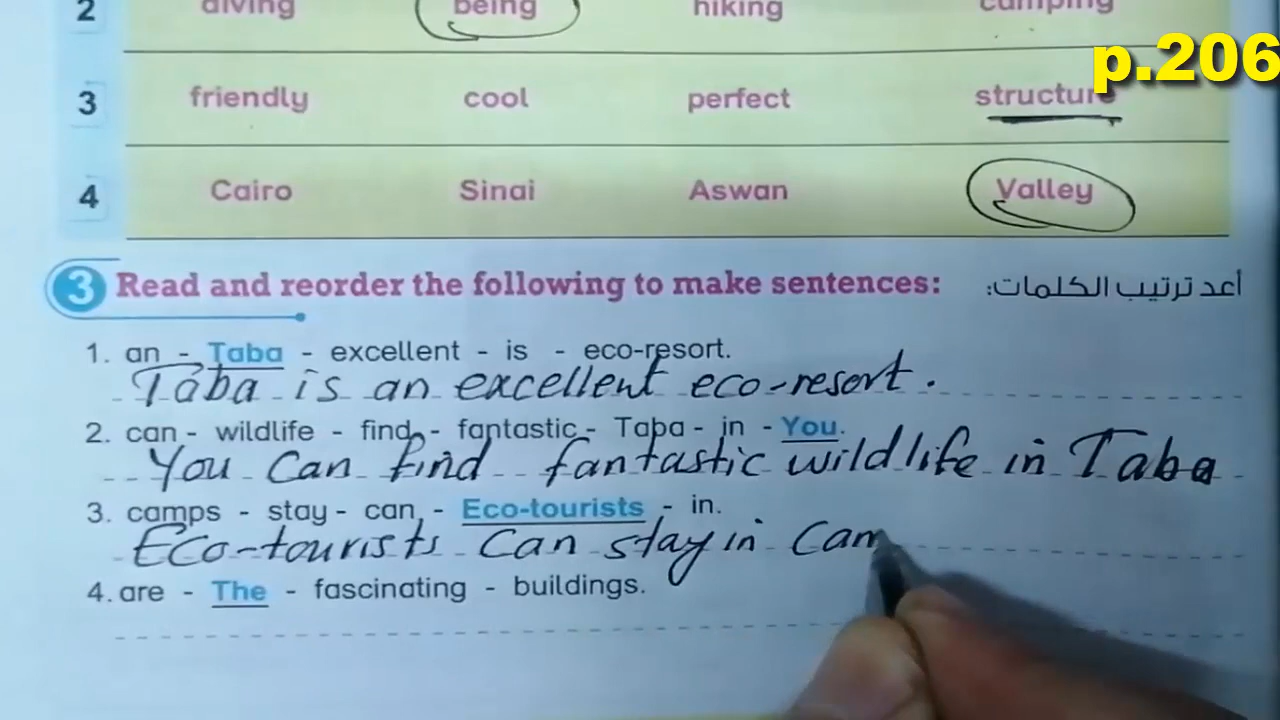 2 diving being hiking camping
p.206
3 friendly cool perfect structure
4 Cairo Sinai Aswan Valley
3 Read and reorder the following to make sentences: أعد ترتيب الكلمات:
1. an - Taba - excellent - is - eco-resort.
Taba is an excellent eco-resort.
2. can - wildlife - find - fantastic - Taba - in - You.
You Can find fantastic wildlife in Taba
3. camps - stay - can - Eco-tourists - in.
Eco-tourists Can stay in Cam
4. are - The - fascinating - buildings.